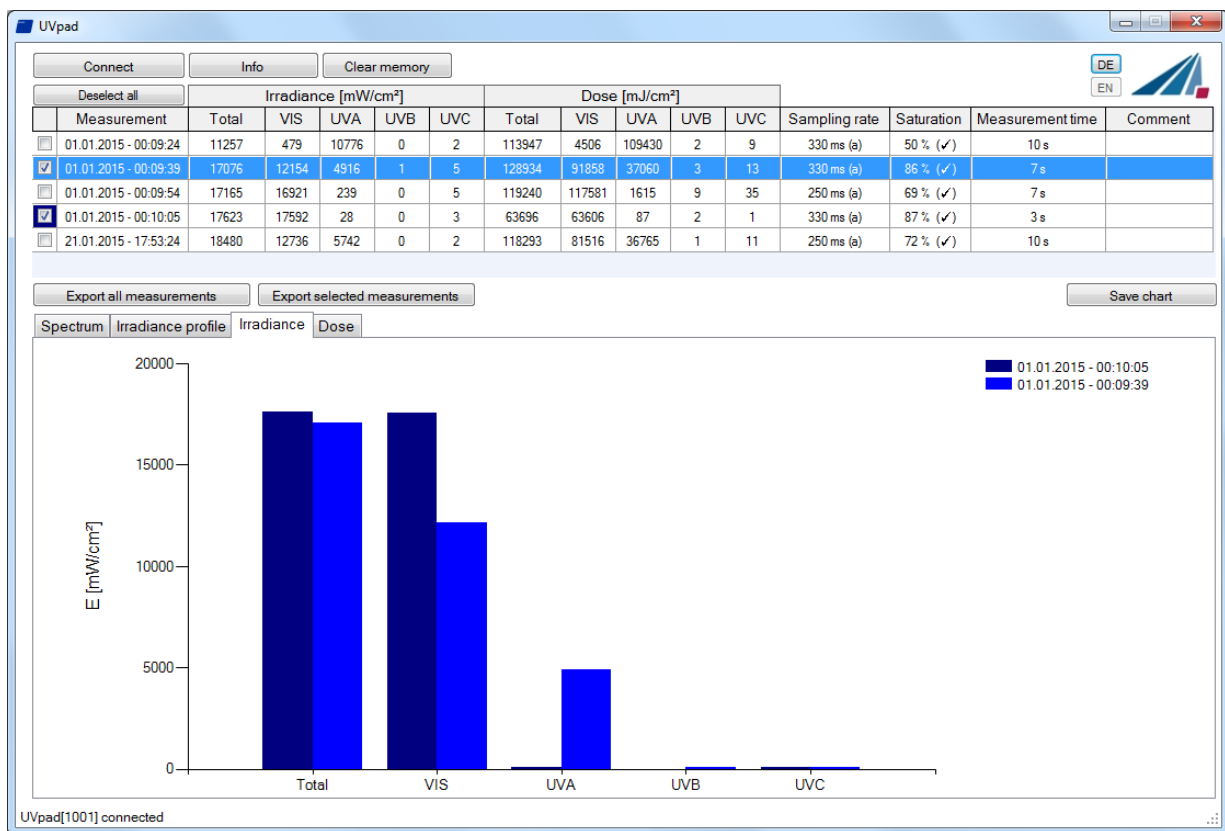 UVpad
Connect Info Clear memory DE
Deselect all Irradiance [mW/cm²] Dose [mJ/cm²] EN
Measurement Total VIS UVA UVB UVC Total VIS UVA UVB UVC Sampling rate Saturation Measurement time Comment
01.01.2015 - 00:09:24 11257 479 10776 0 2 113947 4506 109430 2 9 330 ms (a) 50 % (✓) 10 s
01.01.2015 - 00:09:39 17076 12154 4916 1 5 128934 91858 37060 3 13 330 ms (a) 86 % (✓) 7 s
01.01.2015 - 00:09:54 17165 16921 239 0 5 119240 117581 1615 9 35 250 ms (a) 69 % (✓) 7 s
01.01.2015 - 00:10:05 17623 17592 28 0 3 63696 63606 87 2 1 330 ms (a) 87 % (✓) 3 s
21.01.2015 - 17:53:24 18480 12736 5742 0 2 118293 81516 36765 1 11 250 ms (a) 72 % (✓) 10 s
Export all measurements Export selected measurements Save chart
Spectrum Irradiance profile Irradiance Dose
20000
01.01.2015 - 00:10:05
01.01.2015 - 00:09:39
15000
E [mW/cm²]
10000
5000
0
Total VIS UVA UVB UVC
UVpad[1001] connected